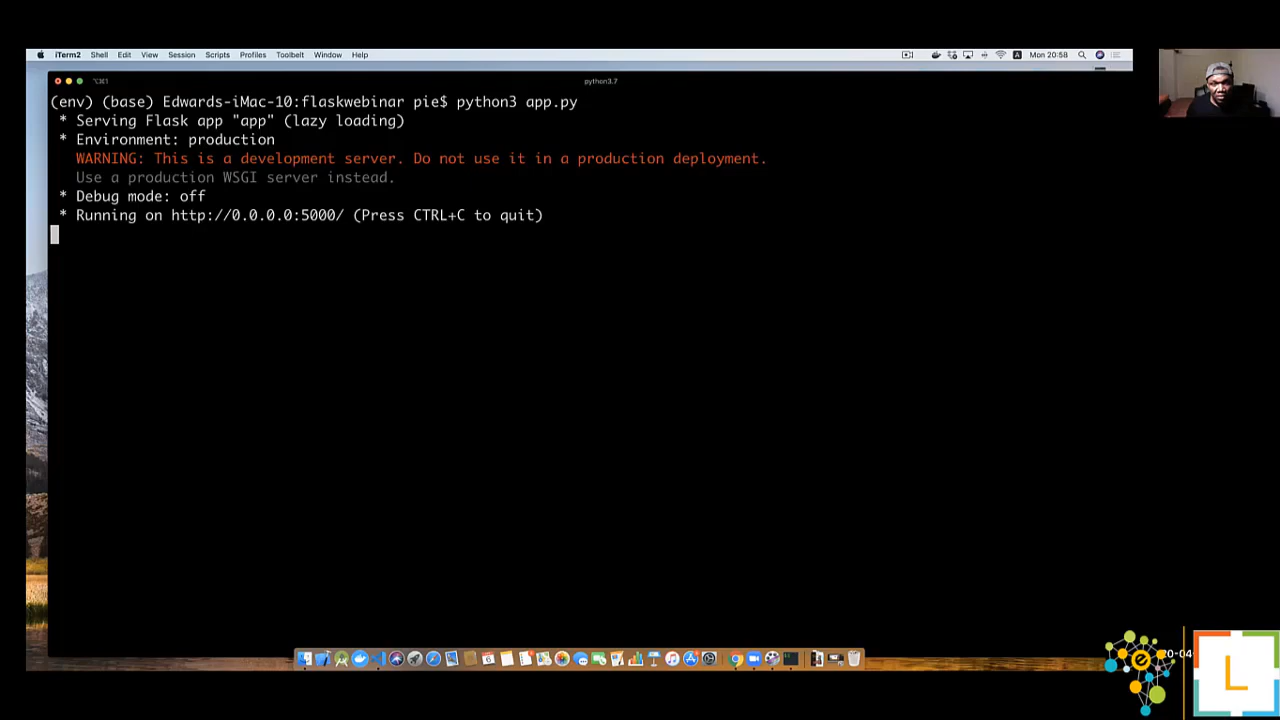 iTerm2 Shell Edit View Session Scripts Profiles Toolbelt Window Help
Mon 20:58
python3.7
(env) (base) Edwards-iMac-10:flaskwebinar pie$ python3 app.py
* Serving Flask app "app" (lazy loading)
* Environment: production
WARNING: This is a development server. Do not use it in a production deployment.
Use a production WSGI server instead.
* Debug mode: off
* Running on http://0.0.0.0:5000/ (Press CTRL+C to quit)
L